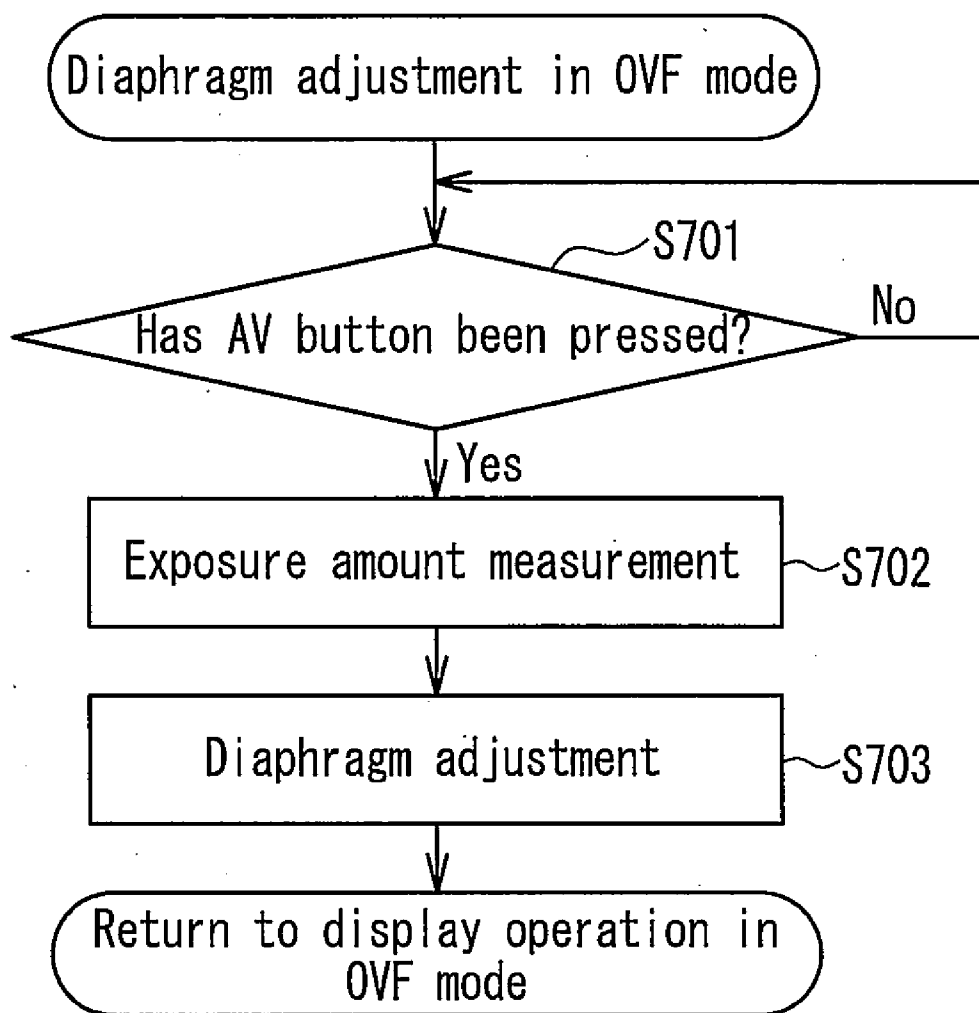 Diaphragm adjustment in OVF mode
S701
Has AV button been pressed?
No
Yes
Exposure amount measurement
S702
Diaphragm adjustment
S703
Return to display operation in
OVF mode